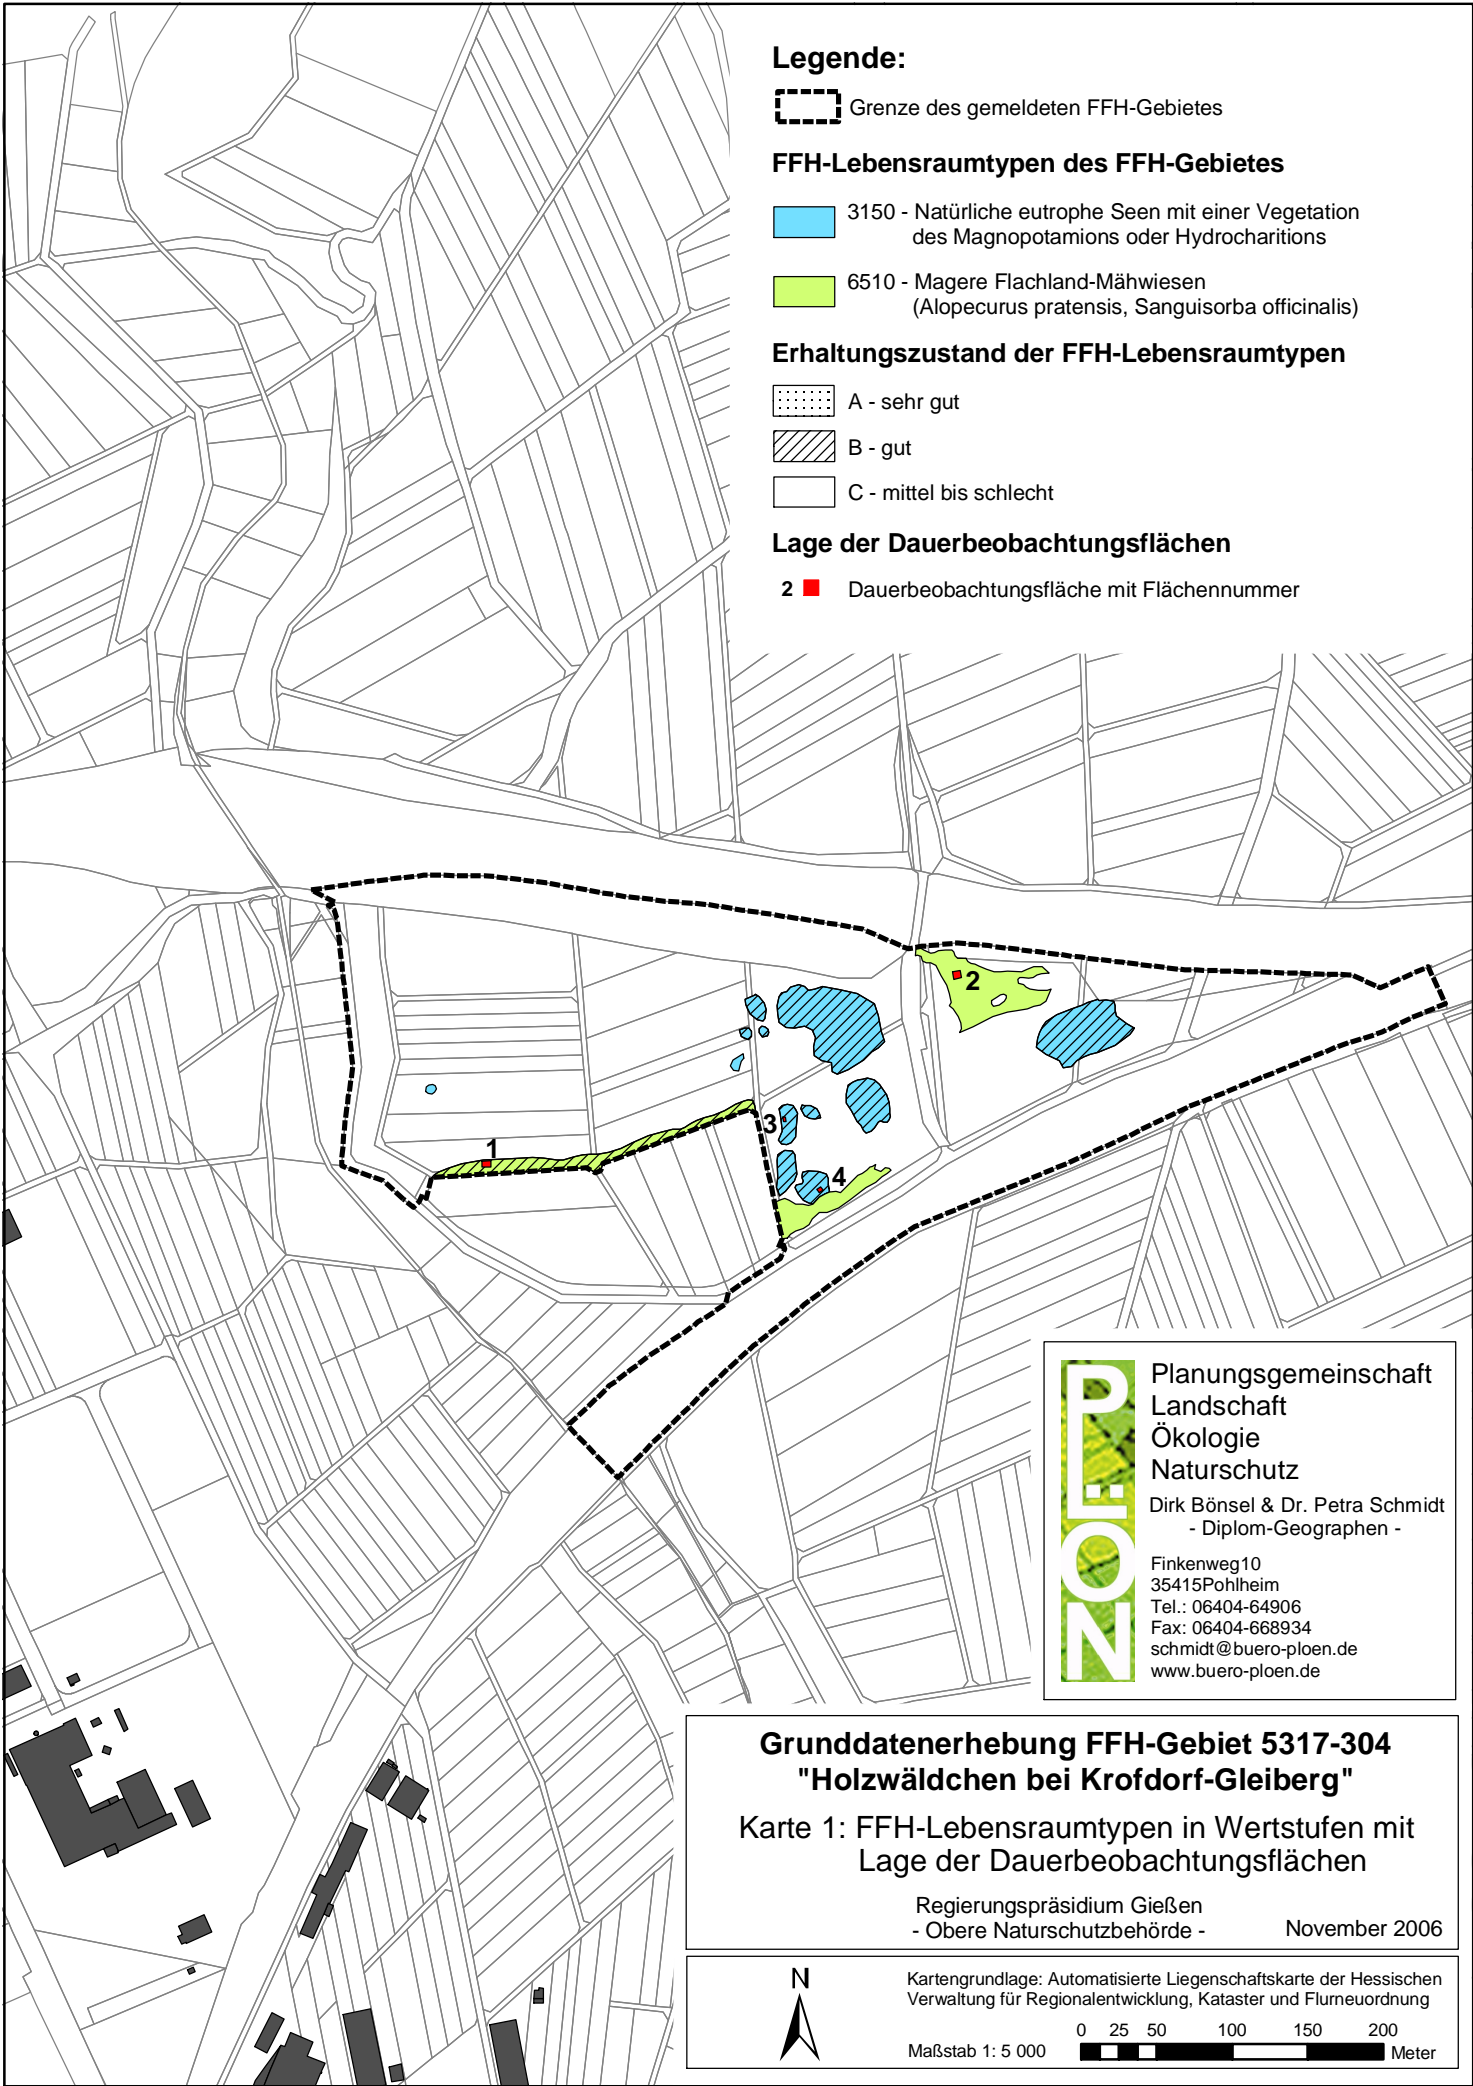 Legende:
Grenze des gemeldeten FFH-Gebietes
FFH-Lebensraumtypen des FFH-Gebietes
3150 - Natürliche eutrophe Seen mit einer Vegetation
des Magnopotamions oder Hydrocharitions
6510 - Magere Flachland-Mähwiesen
(Alopecurus pratensis, Sanguisorba officinalis)
Erhaltungszustand der FFH-Lebensraumtypen
A - sehr gut
B - gut
C - mittel bis schlecht
Lage der Dauerbeobachtungsflächen
2 Dauerbeobachtungsfläche mit Flächennummer
2
3
1
4
PLÖN
Planungsgemeinschaft
Landschaft
Ökologie
Naturschutz
Dirk Bönsel & Dr. Petra Schmidt
- Diplom-Geographen -
Finkenweg10
35415Pohlheim
Tel.: 06404-64906
Fax: 06404-668934
schmidt@buero-ploen.de
www.buero-ploen.de
Grunddatenerhebung FFH-Gebiet 5317-304
"Holzwäldchen bei Krofdorf-Gleiberg"
Karte 1: FFH-Lebensraumtypen in Wertstufen mit
Lage der Dauerbeobachtungsflächen
Regierungspräsidium Gießen
- Obere Naturschutzbehörde - November 2006
N
Kartengrundlage: Automatisierte Liegenschaftskarte der Hessischen
Verwaltung für Regionalentwicklung, Kataster und Flurneuordnung
0 25 50 100 150 200
Maßstab 1: 5 000 Meter